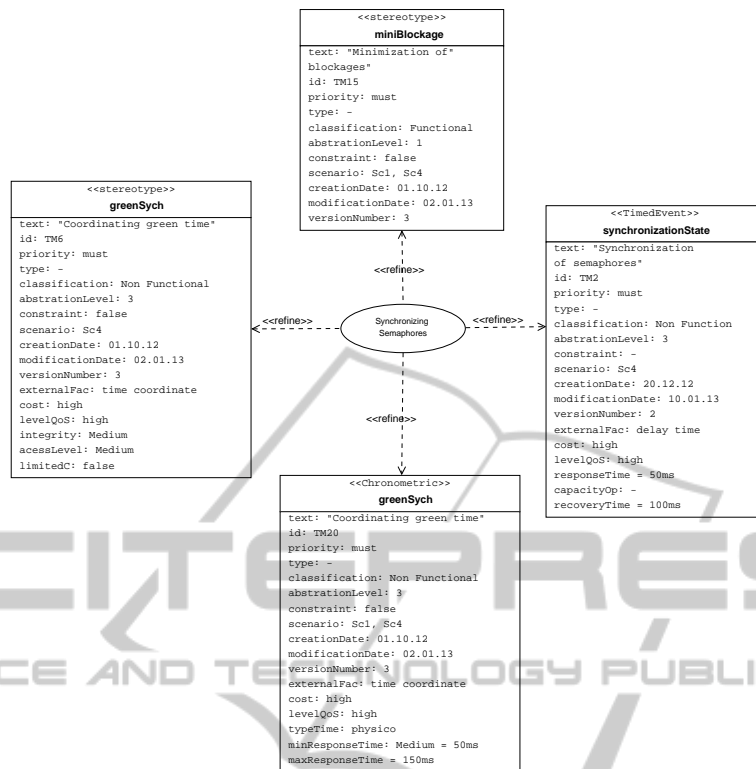 <<stereotype>>
miniBlockage
text: "Minimization of"
blockages"
id: TM15
priority: must
type: -
classification: Functional
abstrationLevel: 1
constraint: false
scenario: Sc1, Sc4
creationDate: 01.10.12
modificationDate: 02.01.13
versionNumber: 3
<<stereotype>>
greenSych
text: "Coordinating green time"
id: TM6
priority: must
type: -
classification: Non Functional
abstrationLevel: 3
constraint: false
scenario: Sc4
creationDate: 01.10.12
modificationDate: 02.01.13
versionNumber: 3
externalFac: time coordinate
cost: high
levelQoS: high
integrity: Medium
acessLevel: Medium
limitedC: false
<<refine>>
<<refine>>
Synchronizing
Semaphores
<<refine>>
<<refine>>
<<TimedEvent>>
synchronizationState
text: "Synchronization
of semaphores"
id: TM2
priority: must
type: -
classification: Non Function
abstrationLevel: 3
constraint: -
scenario: Sc4
creationDate: 20.12.12
modificationDate: 10.01.13
versionNumber: 2
externalFac: delay time
cost: high
levelQoS: high
responseTime = 50ms
capacityOp: -
recoveryTime = 100ms
<<Chronometric>>
greenSych
text: "Coordinating green time"
id: TM20
priority: must
type: -
classification: Non Functional
abstrationLevel: 3
constraint: false
scenario: Sc1, Sc4
creationDate: 01.10.12
modificationDate: 02.01.13
versionNumber: 3
externalFac: time coordinate
cost: high
levelQoS: high
typeTime: physico
minResponseTime: Medium = 50ms
maxResponseTime = 150ms
CITEPRES
CE AND TECHNOLOGY PUBLI